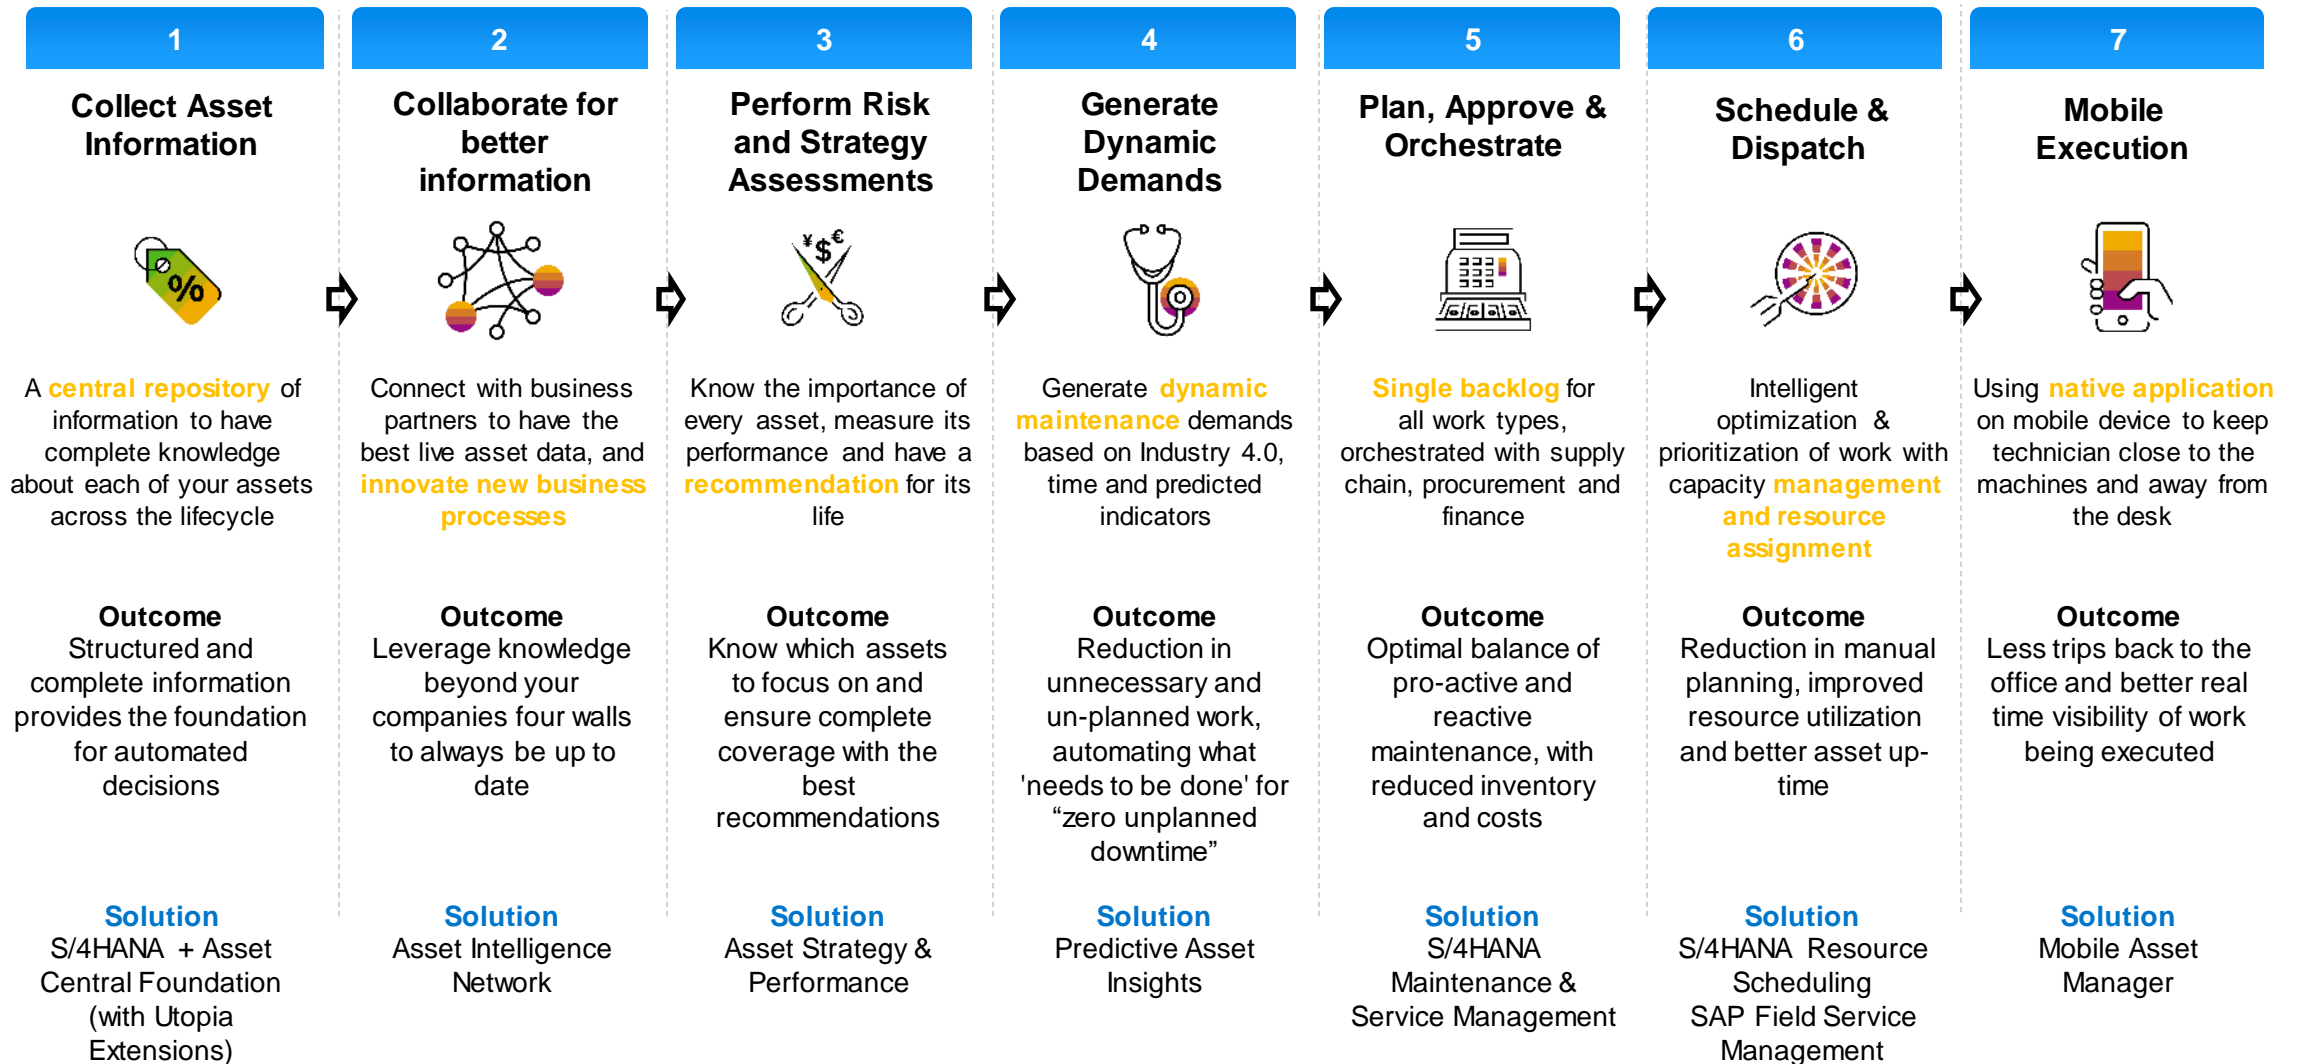 1
Collect Asset
Information
%
A central repository of
information to have
complete knowledge
about each of your assets
across the lifecycle
Outcome
Structured and
complete information
provides the foundation
for automated
decisions
Solution
S/4HANA + Asset
Central Foundation
(with Utopia
Extensions)
2
Collaborate for
better
information
Connect with business
partners to have the
best live asset data, and
innovate new business
processes
Outcome
Leverage knowledge
beyond your
companies four walls
to always be up to
date
Solution
Asset Intelligence
Network
3
Perform Risk
and Strategy
Assessments
¥$€
Know the importance of
every asset, measure its
performance and have a
recommendation for its
life
Outcome
Know which assets
to focus on and
ensure complete
coverage with the
best
recommendations
Solution
Asset Strategy &
Performance
4
Generate
Dynamic
Demands
Generate dynamic
maintenance demands
based on Industry 4.0,
time and predicted
indicators
Outcome
Reduction in
unnecessary and
un-planned work,
automating what
'needs to be done' for
“zero unplanned
downtime”
Solution
Predictive Asset
Insights
5
Plan, Approve &
Orchestrate
Single backlog for
all work types,
orchestrated with supply
chain, procurement and
finance
Outcome
Optimal balance of
pro-active and
reactive
maintenance, with
reduced inventory
and costs
Solution
S/4HANA
Maintenance &
Service Management
6
Schedule &
Dispatch
Intelligent
optimization &
prioritization of work with
capacity management
and resource
assignment
Outcome
Reduction in manual
planning, improved
resource utilization
and better asset up-
time
Solution
S/4HANA Resource
Scheduling
SAP Field Service
Management
7
Mobile
Execution
Using native application
on mobile device to keep
technician close to the
machines and away from
the desk
Outcome
Less trips back to the
office and better real
time visibility of work
being executed
Solution
Mobile Asset
Manager